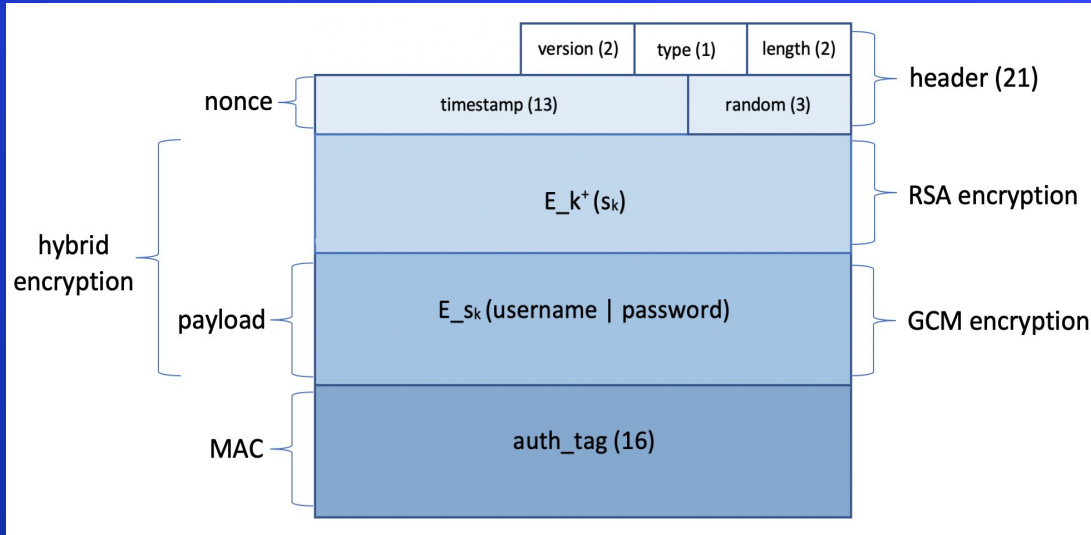 version (2) type (1) length (2)
header (21)
nonce
timestamp (13) random (3)
E_k⁺(sₖ)
RSA encryption
hybrid
encryption
payload
E_sₖ(username | password)
GCM encryption
MAC
auth_tag (16)